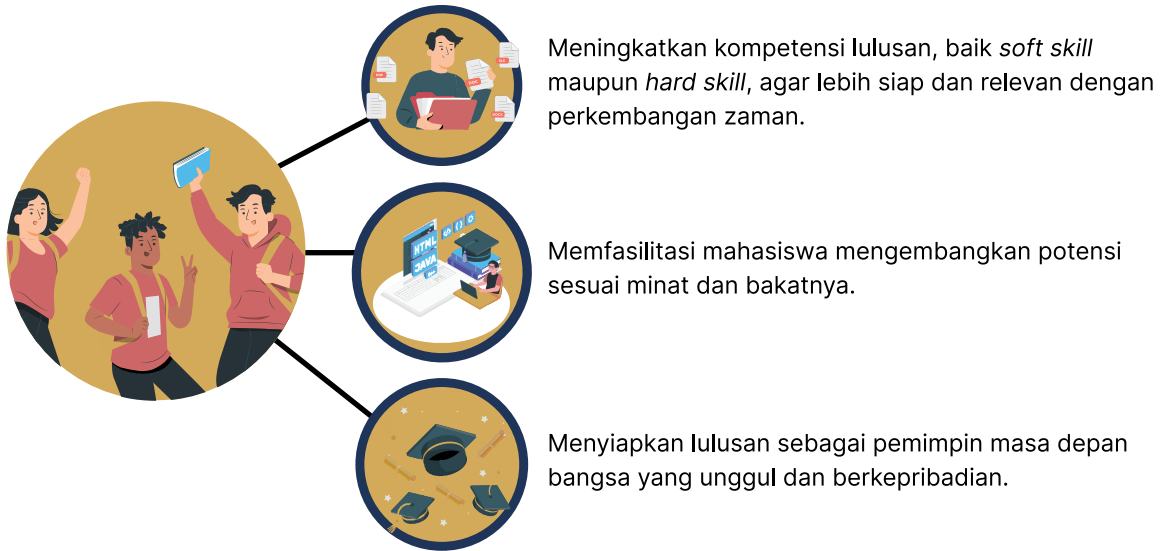 Meningkatkan kompetensi lulusan, baik soft skill
maupun hard skill, agar lebih siap dan relevan dengan
perkembangan zaman.
HTML
JAVA
Memfasilitasi mahasiswa mengembangkan potensi
sesuai minat dan bakatnya.
Menyiapkan lulusan sebagai pemimpin masa depan
bangsa yang unggul dan berkepribadian.